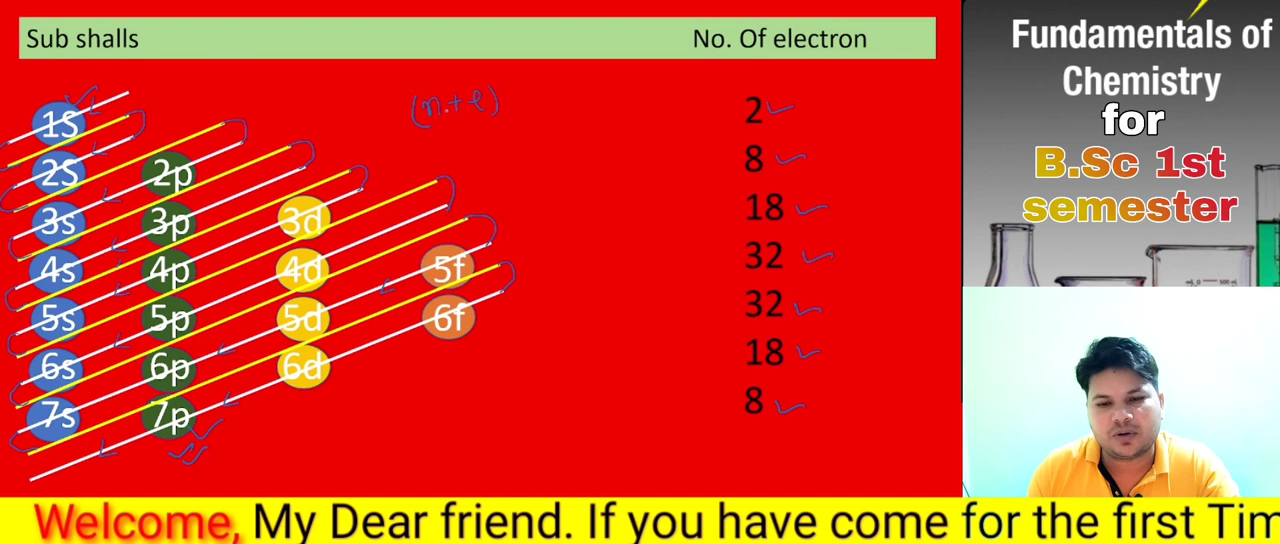 Sub shalls No. Of electron
(n+l)
1S 2
2S 2p 8
3s 3p 3d 18
4s 4p 4d 5f 32
5s 5p 5d 6f 32
6s 6p 6d 18
7s 7p 8
Fundamentals of
Chemistry
for
B.Sc 1st
semester
Welcome, My Dear friend. If you have come for the first Tim